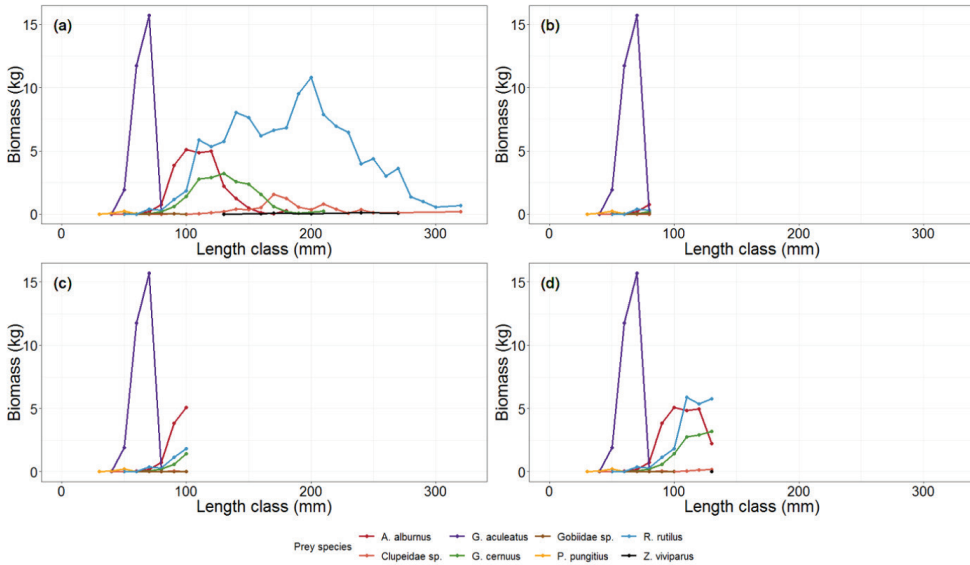 (a)
Biomass (kg)
15
10
5
0
0 100 200 300
Length class (mm)
(b)
Biomass (kg)
15
10
5
0
0 100 200 300
Length class (mm)
(c)
Biomass (kg)
15
10
5
0
0 100 200 300
Length class (mm)
(d)
Biomass (kg)
15
10
5
0
0 100 200 300
Length class (mm)
Prey species
A. alburnus G. aculeatus Gobiidae sp. R. rutilus
Clupeidae sp. G. cernuus P. pungitius Z. viviparus